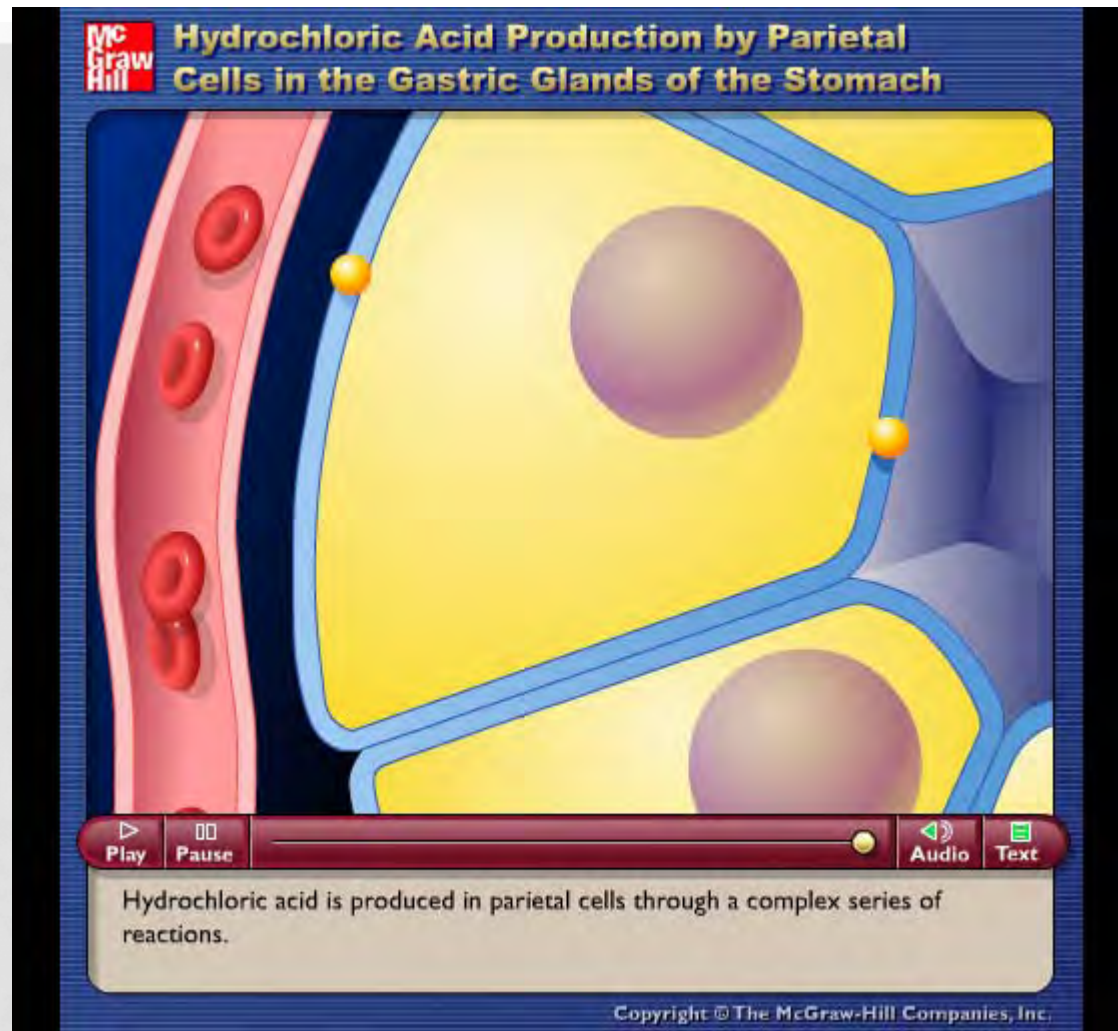 Mc
Graw
Hill
Hydrochloric Acid Production by Parietal
Cells in the Gastric Glands of the Stomach
Play
Pause
Audio
Text
Hydrochloric acid is produced in parietal cells through a complex series of
reactions.
Copyright © The McGraw-Hill Companies, Inc.